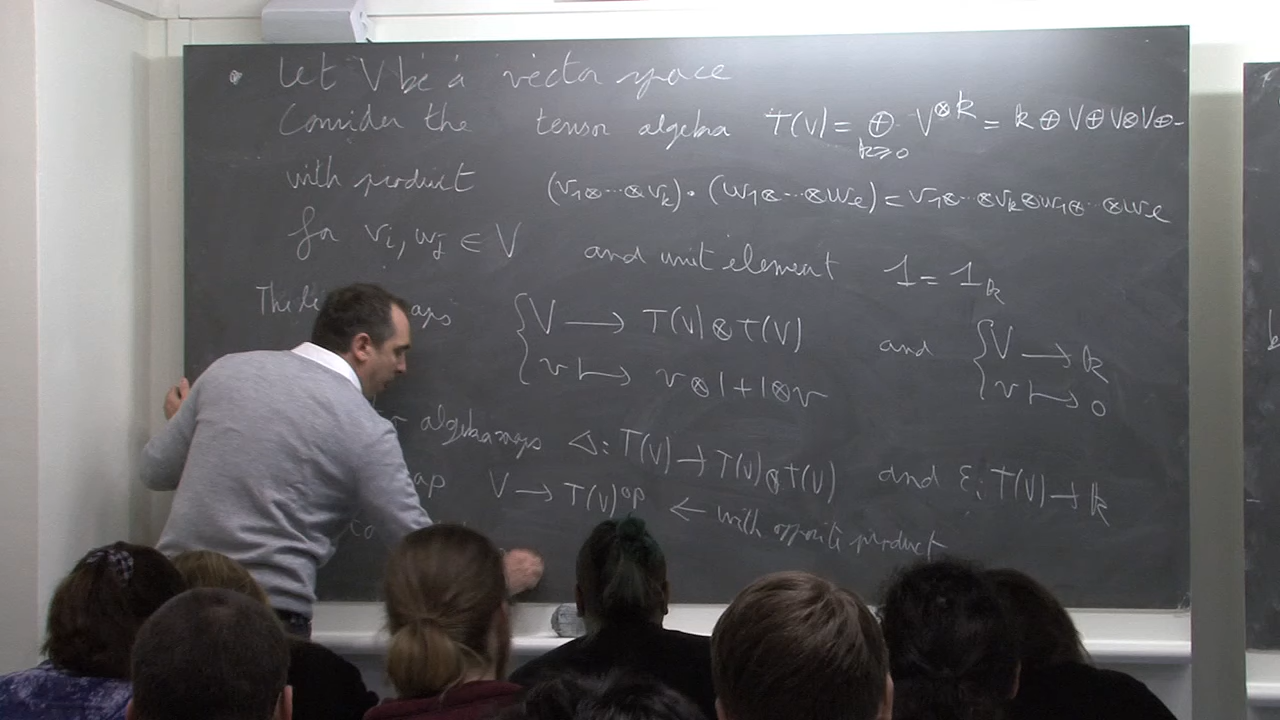 • Let V be a vector space
Consider the tensor algebra T(V) = ⊕_{k≥0} V^{⊗k} = k ⊕ V ⊕ V⊗V ⊕ --
with product (v₁⊗···⊗v_k)·(w₁⊗···⊗w_ℓ) = v₁⊗···⊗v_k⊗w₁⊗···⊗w_ℓ
for v_i, w_j ∈ V and unit element 1 = 1_k
The aps { V → T(V)⊗T(V) and { V → k
v ↦ v⊗1 + 1⊗v v ↦ 0
algebra maps Δ: T(V) → T(V)⊗T(V) and ε: T(V) → k
ap V → T(V)^{op} ← with opposite product